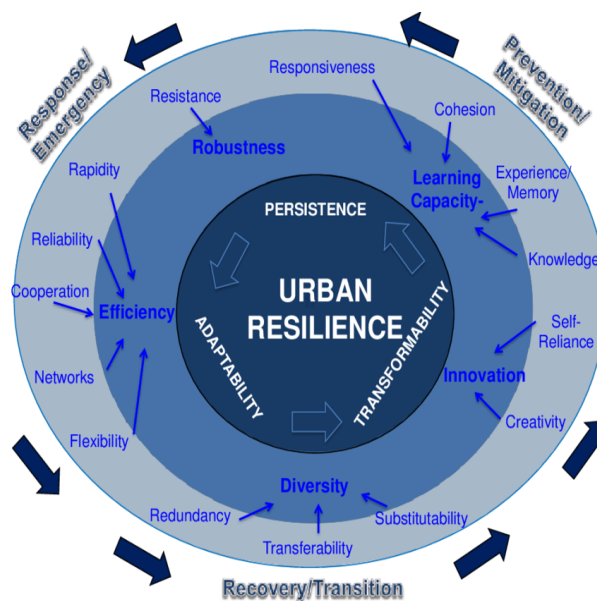 Response/
Emergency
Prevention/
Mitigation
Responsiveness
Resistance
Cohesion
Robustness
Rapidity
Learning
Capacity-
Experience/
Memory
PERSISTENCE
Reliability
Knowledge
Cooperation
Efficiency
URBAN
RESILIENCE
ADAPTABILITY
TRANSFORMABILITY
Self-
Reliance
Networks
Innovation
Flexibility
Creativity
Diversity
Redundancy
Substitutability
Transferability
Recovery/Transition